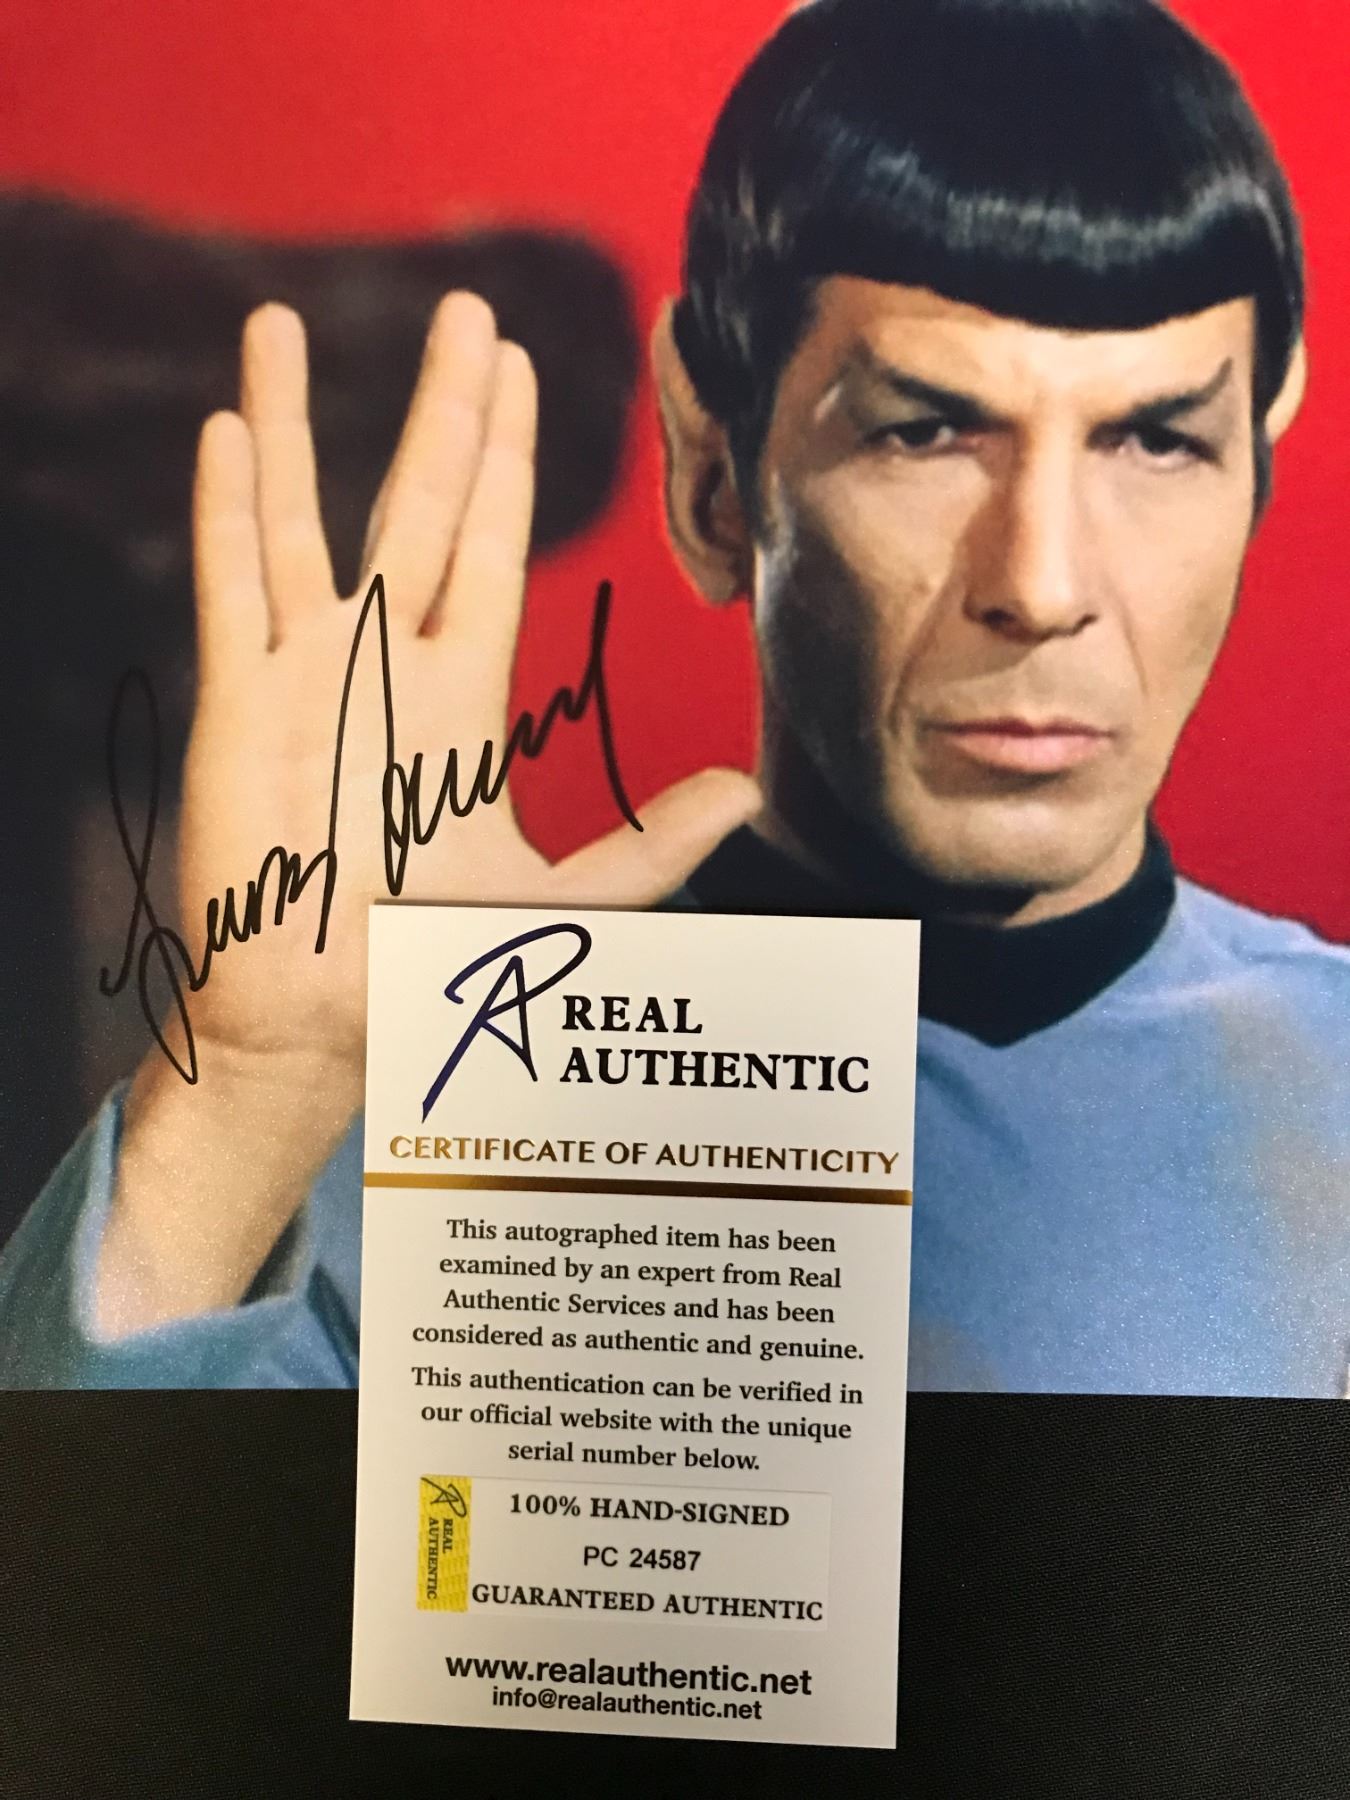 REAL
AUTHENTIC
CERTIFICATE OF AUTHENTICITY
This autographed item has been
examined by an expert from Real
Authentic Services and has been
considered as authentic and genuine.
This authentication can be verified in
our official website with the unique
serial number below.
REAL
AUTHENTIC
100% HAND-SIGNED
PC 24587
GUARANTEED AUTHENTIC
www.realauthentic.net
info@realauthentic.net